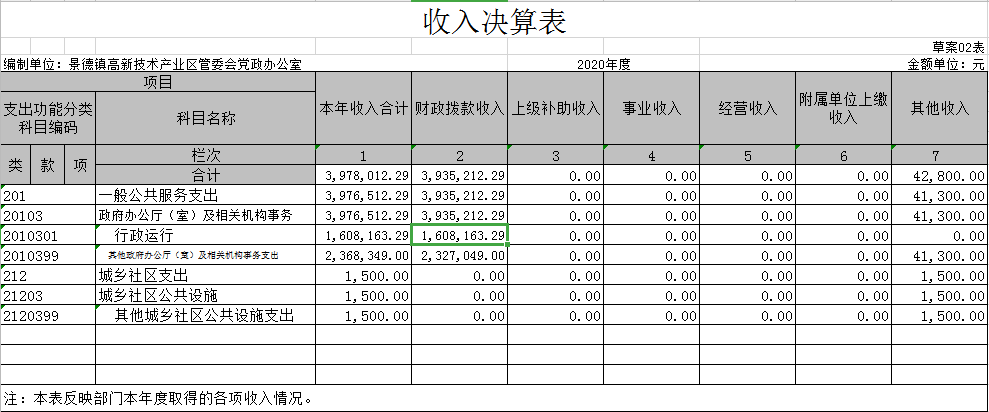 收入决算表
草案02表
编制单位：景德镇高新技术产业区管委会党政办公室 2020年度 金额单位：元
项目 本年收入合计 财政拨款收入 上级补助收入 事业收入 经营收入 附属单位上缴收入 其他收入
支出功能分类科目编码 科目名称
类 款 项 栏次 1 2 3 4 5 6 7
合计 3,978,012.29 3,935,212.29 0.00 0.00 0.00 0.00 42,800.00
201 一般公共服务支出 3,976,512.29 3,935,212.29 0.00 0.00 0.00 0.00 41,300.00
20103 政府办公厅（室）及相关机构事务 3,976,512.29 3,935,212.29 0.00 0.00 0.00 0.00 41,300.00
2010301 行政运行 1,608,163.29 1,608,163.29 0.00 0.00 0.00 0.00 0.00
2010399 其他政府办公厅（室）及相关机构事务支出 2,368,349.00 2,327,049.00 0.00 0.00 0.00 0.00 41,300.00
212 城乡社区支出 1,500.00 0.00 0.00 0.00 0.00 0.00 1,500.00
21203 城乡社区公共设施 1,500.00 0.00 0.00 0.00 0.00 0.00 1,500.00
2120399 其他城乡社区公共设施支出 1,500.00 0.00 0.00 0.00 0.00 0.00 1,500.00
注：本表反映部门本年度取得的各项收入情况。